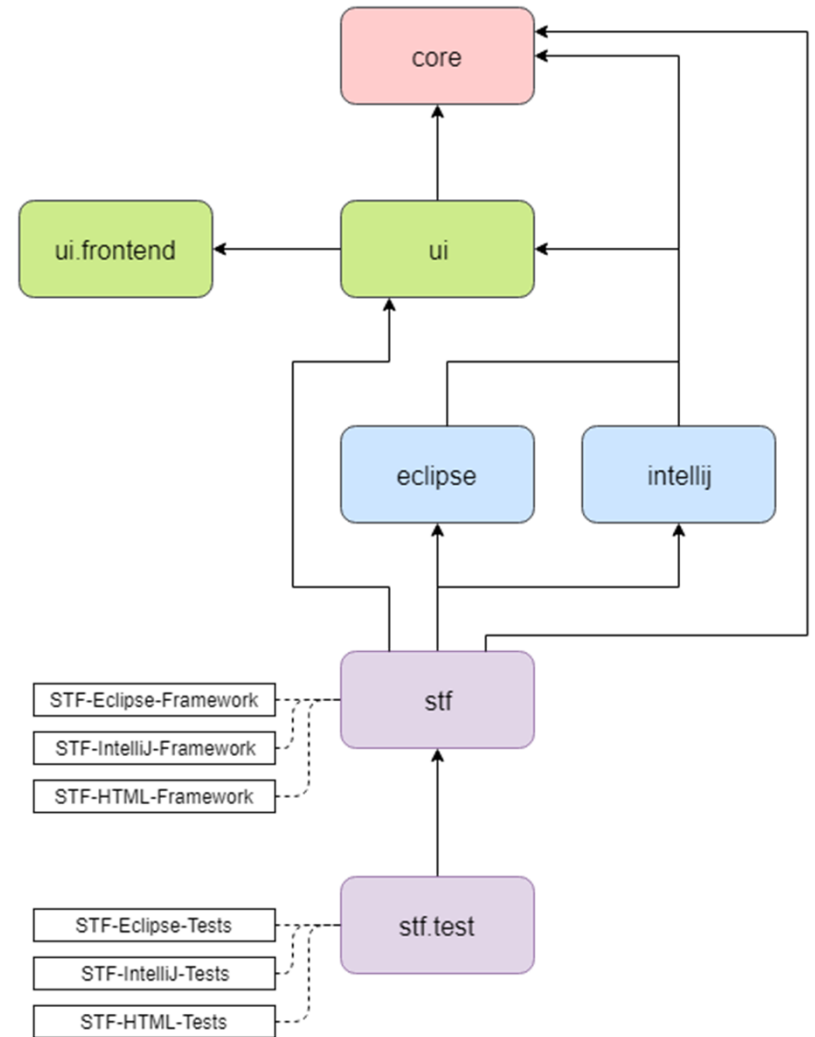 core
ui.frontend
ui
eclipse
intellij
stf
STF-Eclipse-Framework
STF-IntelliJ-Framework
STF-HTML-Framework
stf.test
STF-Eclipse-Tests
STF-IntelliJ-Tests
STF-HTML-Tests